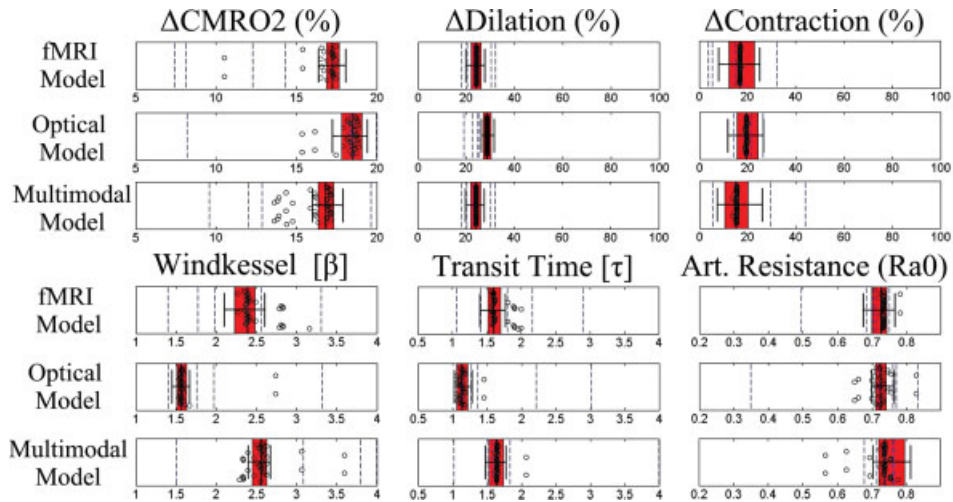 ΔCMRO2 (%) ΔDilation (%) ΔContraction (%)
fMRI
Model
5 10 15 20 0 20 40 60 80 100 0 20 40 60 80 100
Optical
Model
5 10 15 20 0 20 40 60 80 100 0 20 40 60 80 100
Multimodal
Model
5 10 15 20 0 20 40 60 80 100 0 20 40 60 80 100
Windkessel [β] Transit Time [τ] Art. Resistance (Ra0)
fMRI
Model
1 1.5 2 2.5 3 3.5 4 0.5 1 1.5 2 2.5 3 3.5 4 0.2 0.3 0.4 0.5 0.6 0.7 0.8
Optical
Model
1 1.5 2 2.5 3 3.5 4 0.5 1 1.5 2 2.5 3 3.5 4 0.2 0.3 0.4 0.5 0.6 0.7 0.8
Multimodal
Model
1 1.5 2 2.5 3 3.5 4 0.5 1 1.5 2 2.5 3 3.5 4 0.2 0.3 0.4 0.5 0.6 0.7 0.8